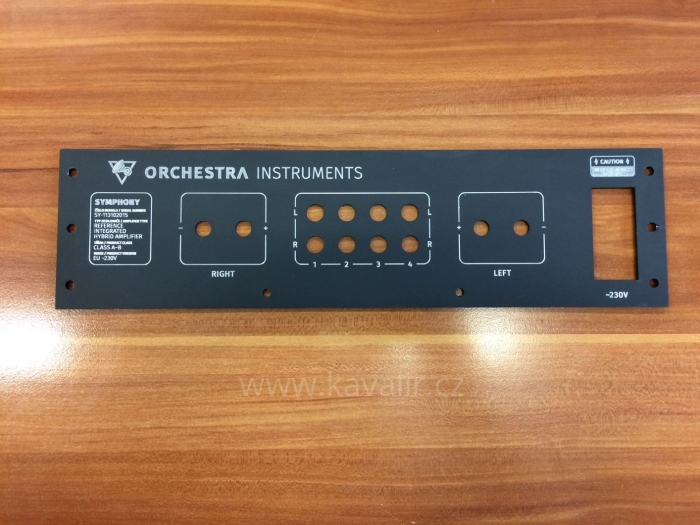 ORCHESTRA INSTRUMENTS
CAUTION
SYMPHONY
SY-113102015
REFERENCE
INTEGRATED
HYBRID AMPLIFIER
CLASS A-B
EU ~230V
- +
RIGHT
L L
R R
1 2 3 4
+ -
LEFT
~230V
www.kavalir.cz